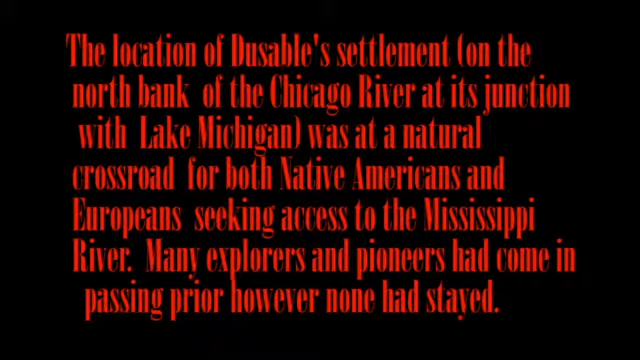 The location of Dusable's settlement (on the
north bank of the Chicago River at its junction
with Lake Michigan) was at a natural
crossroad for both Native Americans and
Europeans seeking access to the Mississippi
River. Many explorers and pioneers had come in
passing prior however none had stayed.